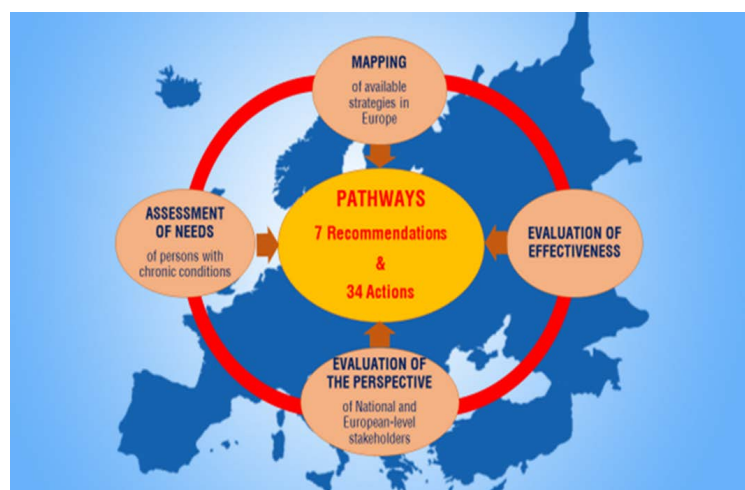 MAPPING
of available
strategies in
Europe
ASSESSMENT
OF NEEDS
of persons with
chronic conditions
PATHWAYS
7 Recommendations
&
34 Actions
EVALUATION OF
EFFECTIVENESS
EVALUATION OF
THE PERSPECTIVE
of National and
European-level
stakeholders